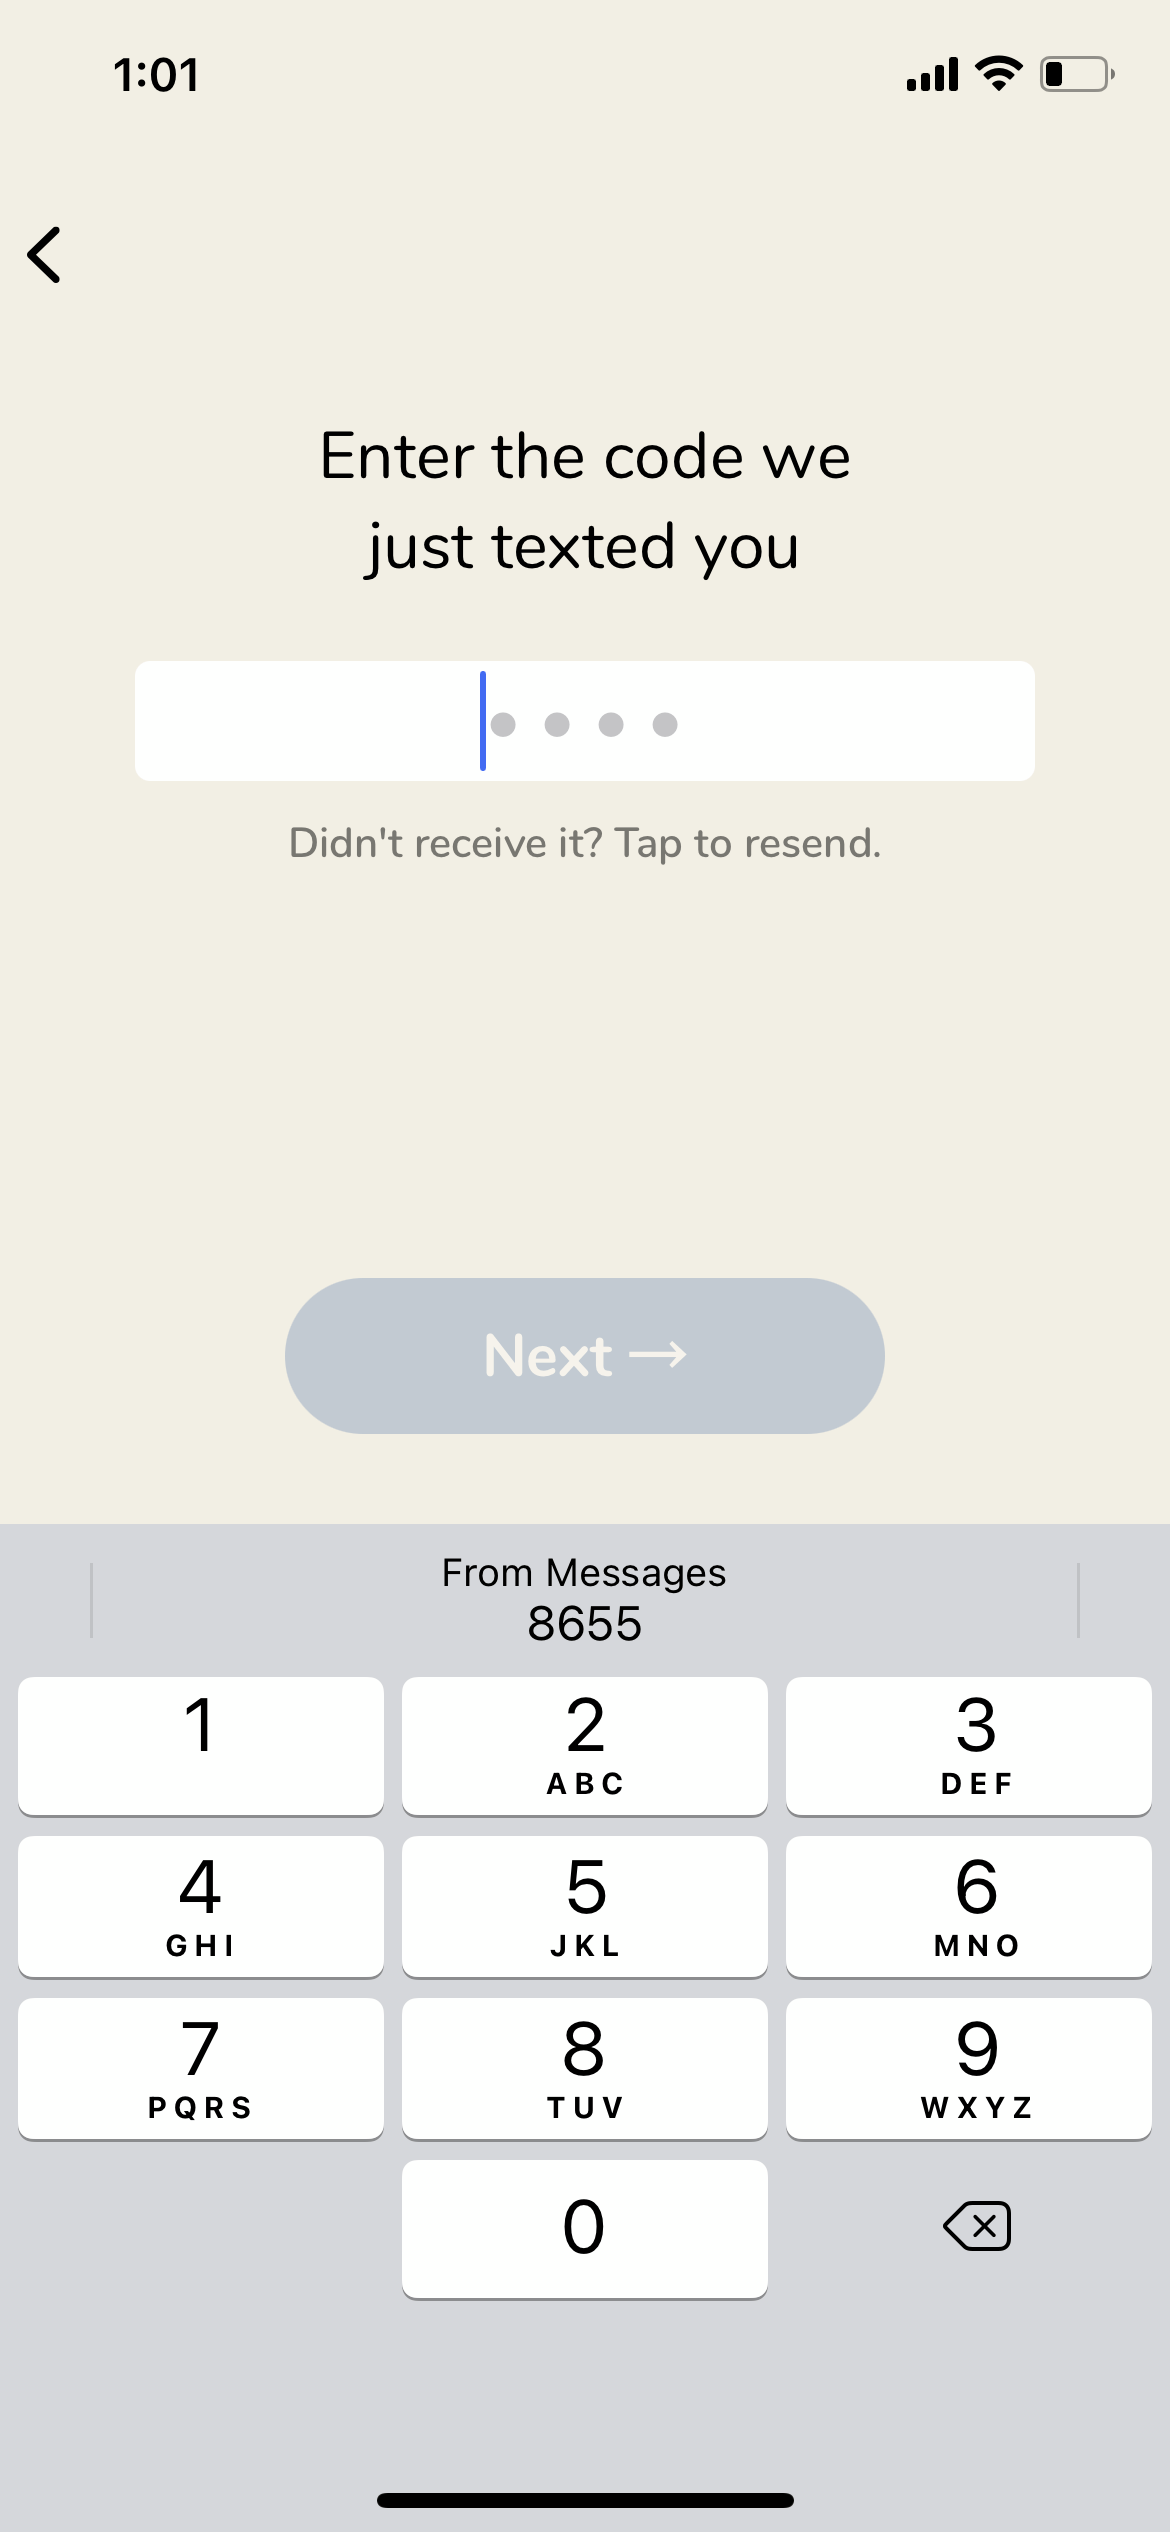 1:01
Enter the code we
just texted you
Didn't receive it? Tap to resend.
Next →
From Messages
8655
1
2
ABC
3
DEF
4
GHI
5
JKL
6
MNO
7
PQRS
8
TUV
9
WXYZ
0